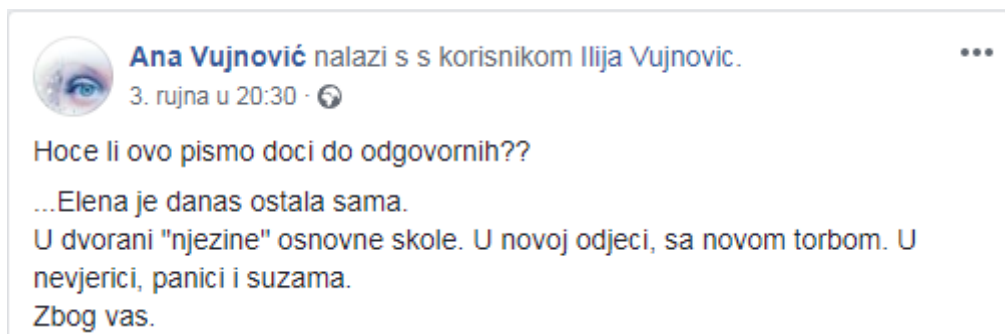 Ana Vujnović nalazi s s korisnikom Ilija Vujnovic.
3. rujna u 20:30 ·
Hoce li ovo pismo doci do odgovornih??
...Elena je danas ostala sama.
U dvorani "njezine" osnovne skole. U novoj odjeci, sa novom torbom. U
nevjerici, panici i suzama.
Zbog vas.